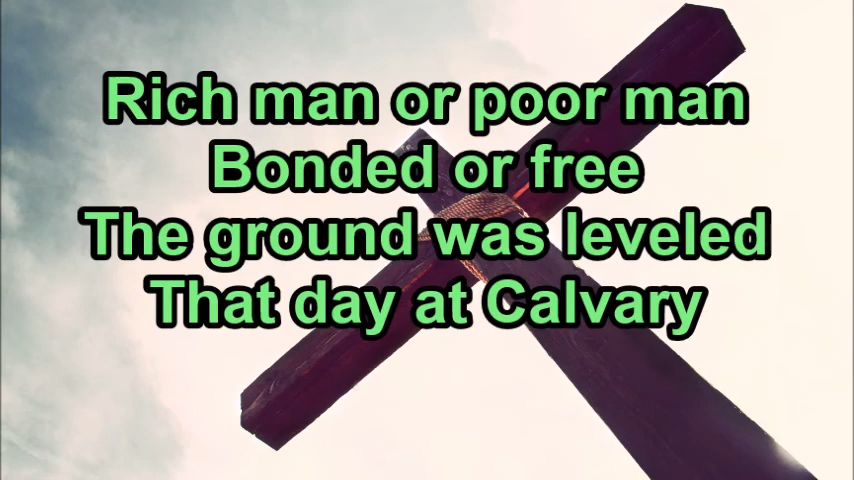 Rich man or poor man
Bonded or free
The ground was leveled
That day at Calvary